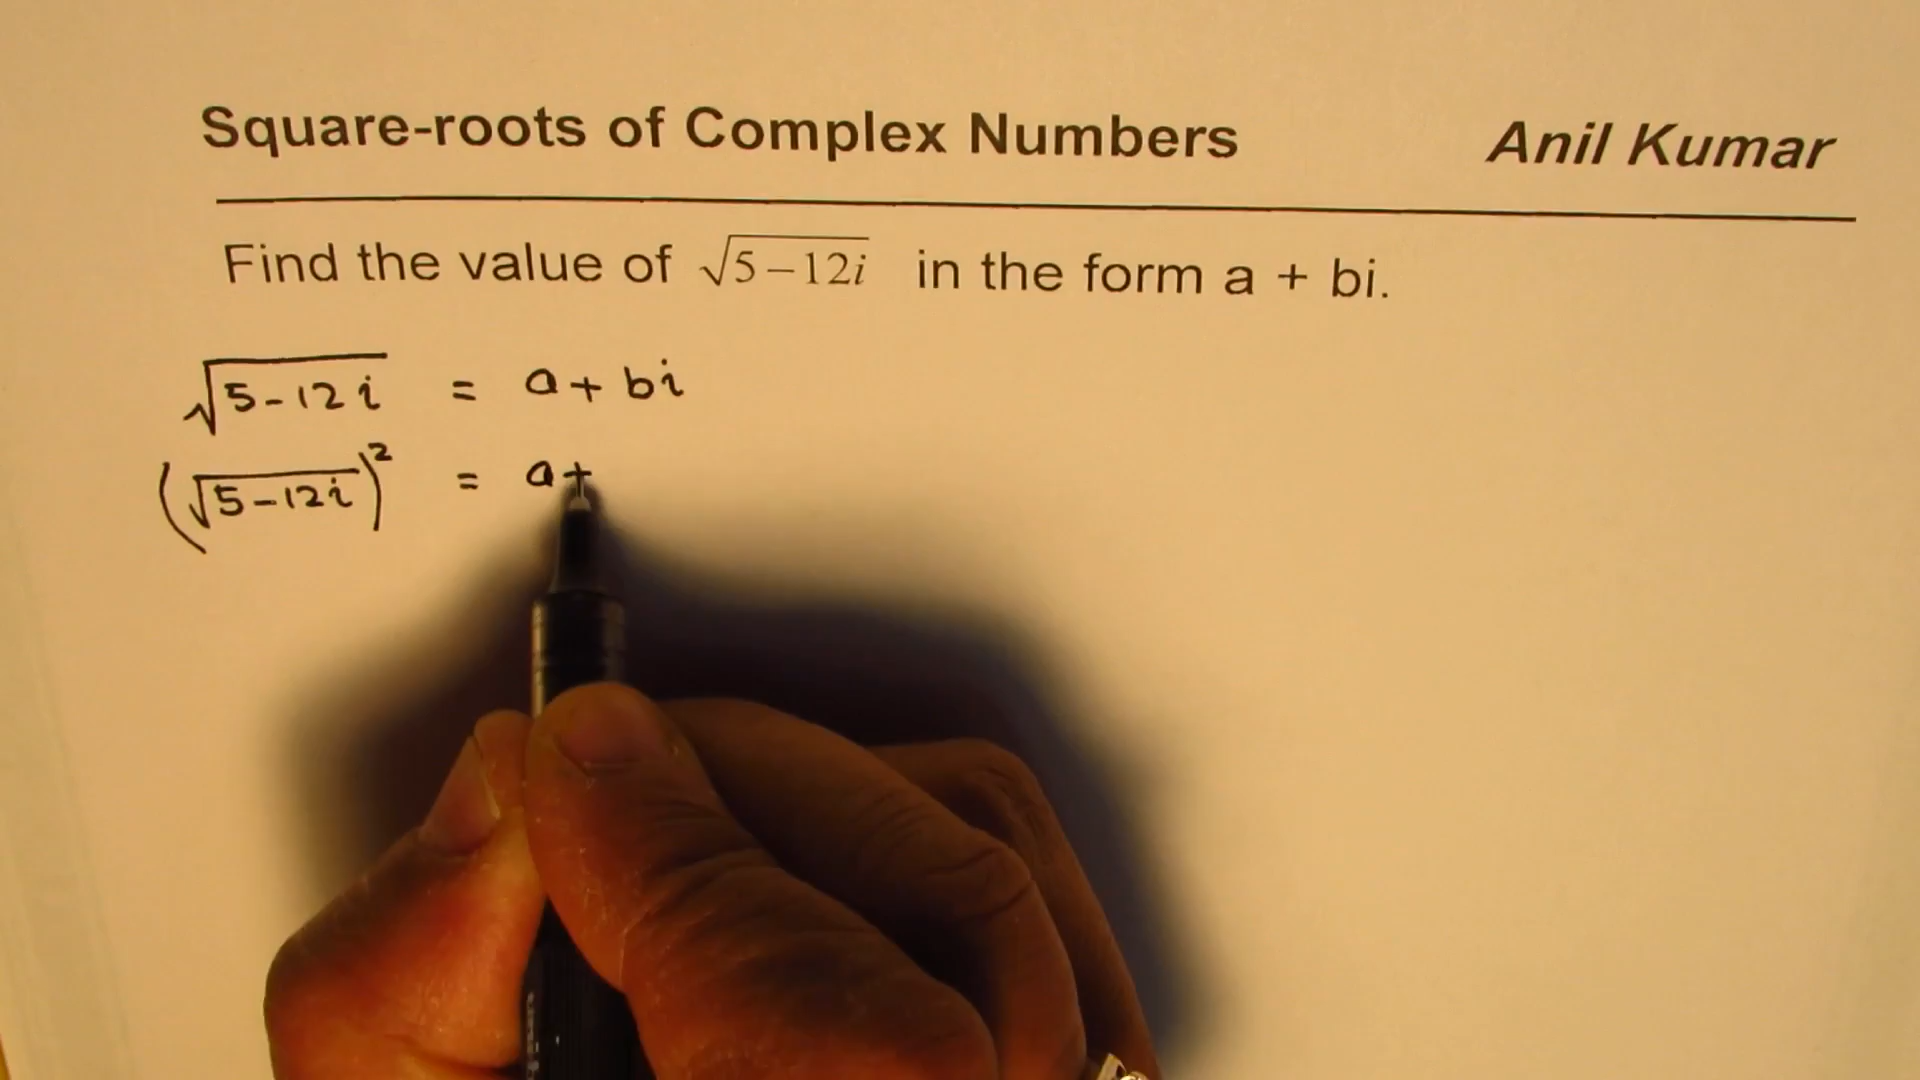 Square-roots of Complex Numbers Anil Kumar
Find the value of √5−12i in the form a + bi.
√5-12i = a + bi
(√5-12i)² = a+